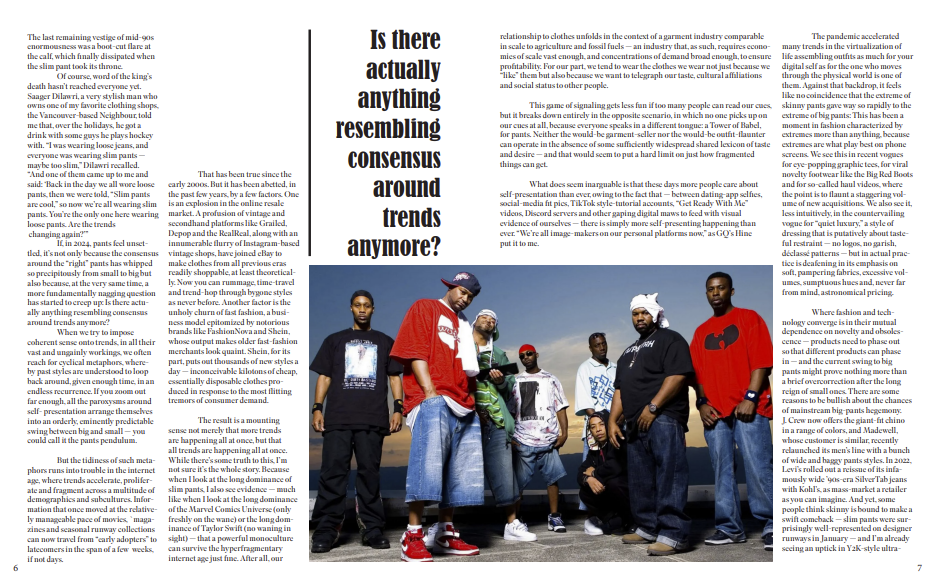 The last remaining vestige of mid-90s
enormousness was a boot-cut flare at
the calf, which finally dissipated when
the slim pant took its throne.
Of course, word of the king's
death hasn't reached everyone yet.
Saager Dilawri, a very stylish man who
owns one of my favorite clothing shops,
the Vancouver-based Neighbour, told
me that, over the holidays, he got a
drink with some guys he plays hockey
with. "I was wearing loose jeans, and
everyone was wearing slim pants —
maybe too slim," Dilawri recalled.
"And one of them came up to me and
said: 'Back in the day we all wore loose
pants, then we were told, "Slim pants
are cool," so now we're all wearing slim
pants. You're the only one here wearing
loose pants. Are the trends
changing again?'"
If, in 2024, pants feel unset-
tled, it's not only because the consensus
around the "right" pants has whipped
so precipitously from small to big but
also because, at the very same time, a
more fundamentally nagging question
has started to creep up: Is there actu-
ally anything resembling consensus
around trends anymore?
When we try to impose
coherent sense onto trends, in all their
vast and ungainly workings, we often
reach for cyclical metaphors, where-
by past styles are understood to loop
back around, given enough time, in an
endless recurrence. If you zoom out
far enough, all the paroxysms around
self- presentation arrange themselves
into an orderly, eminently predictable
swing between big and small — you
could call it the pants pendulum.
But the tidiness of such meta-
phors runs into trouble in the internet
age, where trends accelerate, prolifer-
ate and fragment across a multitude of
demographics and subcultures. Infor-
mation that once moved at the relative-
ly manageable pace of movies, ' maga-
zines and seasonal runway collections
can now travel from "early adopters" to
latecomers in the span of a few weeks,
if not days.
6
That has been true since the
early 2000s. But it has been abetted, in
the past few years, by a few factors. One
is an explosion in the online resale
market. A profusion of vintage and
secondhand platforms like Grailed,
Depop and the RealReal, along with an
innumerable flurry of Instagram-based
vintage shops, have joined eBay to
make clothes from all previous eras
readily shoppable, at least theoretical-
ly. Now you can rummage, time-travel
and trend-hop through bygone styles
as never before. Another factor is the
unholy churn of fast fashion, a busi-
ness model epitomized by notorious
brands like FashionNova and Shein,
whose output makes older fast-fashion
merchants look quaint. Shein, for its
part, puts out thousands of new styles a
day — inconceivable kilotons of cheap,
essentially disposable clothes pro-
duced in response to the most flitting
tremors of consumer demand.
The result is a mounting
sense not merely that more trends
are happening all at once, but that
all trends are happening all at once.
While there's some truth to this, I'm
not sure it's the whole story. Because
when I look at the long dominance of
slim pants, I also see evidence — much
like when I look at the long dominance
of the Marvel Comics Universe (only
freshly on the wane) or the long dom-
inance of Taylor Swift (no waning in
sight) — that a powerful monoculture
can survive the hyperfragmentary
internet age just fine. After all, our
Is there
actually
anything
resembling
consensus
around
trends
anymore?
relationship to clothes unfolds in the context of a garment industry comparable
in scale to agriculture and fossil fuels — an industry that, as such, requires econo-
mies of scale vast enough, and concentrations of demand broad enough, to ensure
profitability. For our part, we tend to wear the clothes we wear not just because we
"like" them but also because we want to telegraph our taste, cultural affiliations
and social status to other people.
This game of signaling gets less fun if too many people can read our cues,
but it breaks down entirely in the opposite scenario, in which no one picks up on
our cues at all, because everyone speaks in a different tongue: a Tower of Babel,
for pants. Neither the would-be garment-seller nor the would-be outfit-flaunter
can operate in the absence of some sufficiently widespread shared lexicon of taste
and desire — and that would seem to put a hard limit on just how fragmented
things can get.
What does seem inarguable is that these days more people care about
self-presentation than ever, owing to the fact that — between dating-app selfies,
social-media fit pics, TikTok style-tutorial accounts, "Get Ready With Me"
videos, Discord servers and other gaping digital maws to feed with visual
evidence of ourselves — there is simply more self-presenting happening than
ever. "We're all image-makers on our personal platforms now," as GQ's Hine
put it to me.
The pandemic accelerated
many trends in the virtualization of
life assembling outfits as much for your
digital self as for the one who moves
through the physical world is one of
them. Against that backdrop, it feels
like no coincidence that the extreme of
skinny pants gave way so rapidly to the
extreme of big pants: This has been a
moment in fashion characterized by
extremes more than anything, because
extremes are what play best on phone
screens. We see this in recent vogues
for eye-popping graphic tees, for viral
novelty footwear like the Big Red Boots
and for so-called haul videos, where
the point is to flaunt a staggering vol-
ume of new acquisitions. We also see it,
less intuitively, in the countervailing
vogue for "quiet luxury," a style of
dressing that is putatively about taste-
ful restraint — no logos, no garish,
déclassé patterns — but in actual prac-
tice is deafening in its emphasis on
soft, pampering fabrics, excessive vol-
umes, sumptuous hues and, never far
from mind, astronomical pricing.
Where fashion and tech-
nology converge is in their mutual
dependence on novelty and obsoles-
cence — products need to phase out
so that different products can phase
in — and the current swing to big
pants might prove nothing more than
a brief overcorrection after the long
reign of small ones. There are some
reasons to be bullish about the chances
of mainstream big-pants hegemony.
J. Crew now offers the giant-fit chino
in a range of colors, and Madewell,
whose customer is similar, recently
relaunched its men's line with a bunch
of wide and baggy pants styles. In 2022,
Levi's rolled out a reissue of its infa-
mously wide '90s-era SilverTab jeans
with Kohl's, as mass-market a retailer
as you can imagine. And yet, some
people think skinny is bound to make a
swift comeback — slim pants were sur-
prisingly well-represented on designer
runways in January — and I'm already
seeing an uptick in Y2K-style ultra-
7